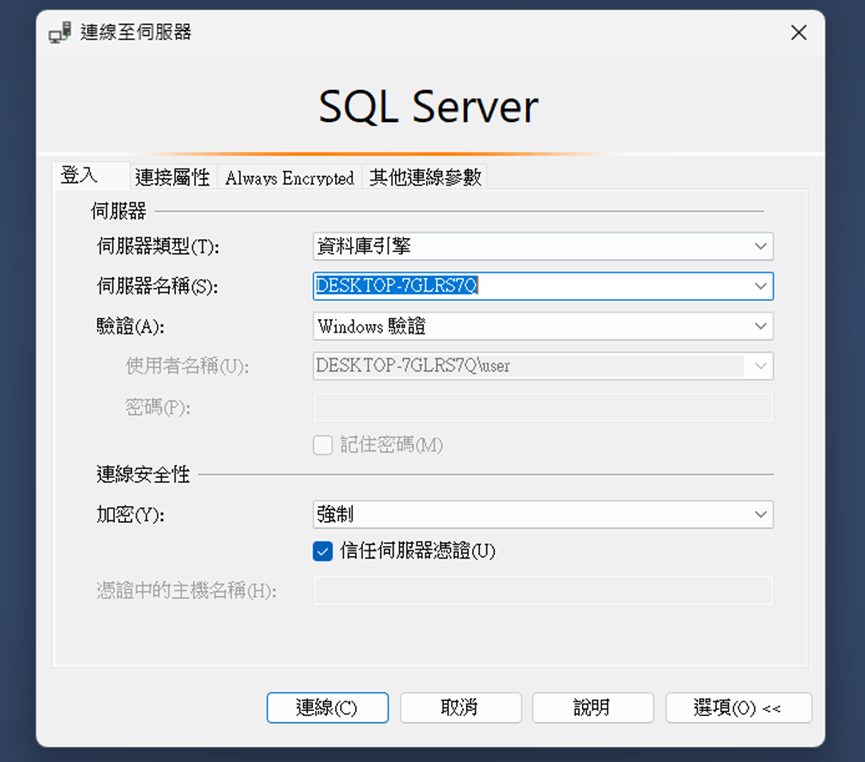 連線至伺服器
SQL Server
登入 連接屬性 Always Encrypted 其他連線參數
伺服器
伺服器類型(T): 資料庫引擎
伺服器名稱(S): DESKTOP-7GLRS7Q
驗證(A): Windows 驗證
使用者名稱(U): DESKTOP-7GLRS7Q\user
密碼(P):
記住密碼(M)
連線安全性
加密(Y): 強制
信任伺服器憑證(U)
憑證中的主機名稱(H):
連線(C) 取消 說明 選項(O) <<